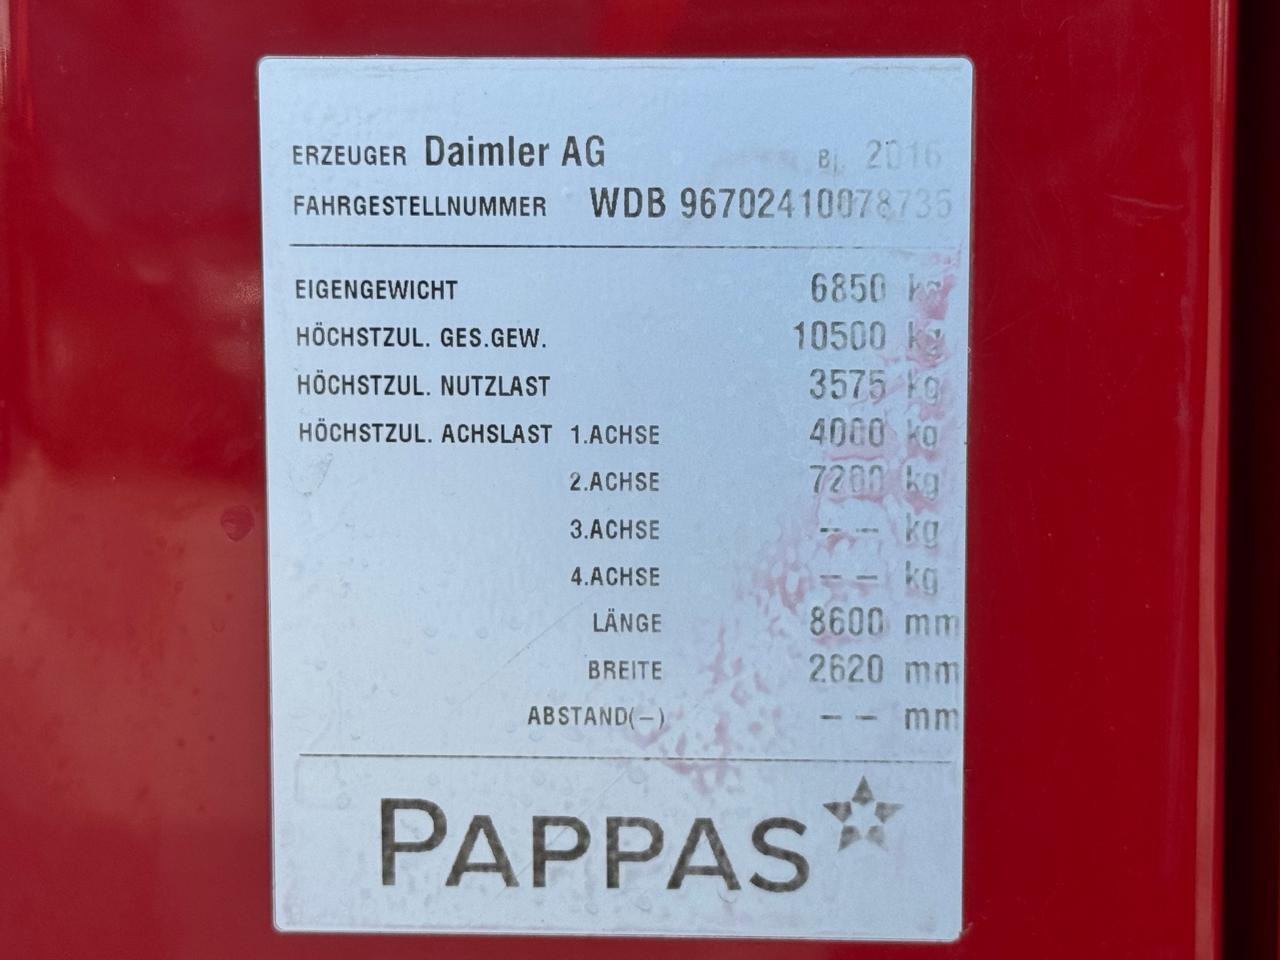 ERZEUGER Daimler AG Bj. 2016
FAHRGESTELLNUMMER WDB 96702410078735
EIGENGEWICHT 6850 kg
HÖCHSTZUL. GES.GEW. 10500 kg
HÖCHSTZUL. NUTZLAST 3575 kg
HÖCHSTZUL. ACHSLAST 1.ACHSE 4000 kg
2.ACHSE 7200 kg
3.ACHSE – – kg
4.ACHSE – – kg
LÄNGE 8600 mm
BREITE 2620 mm
ABSTAND(–) – – mm
PAPPAS